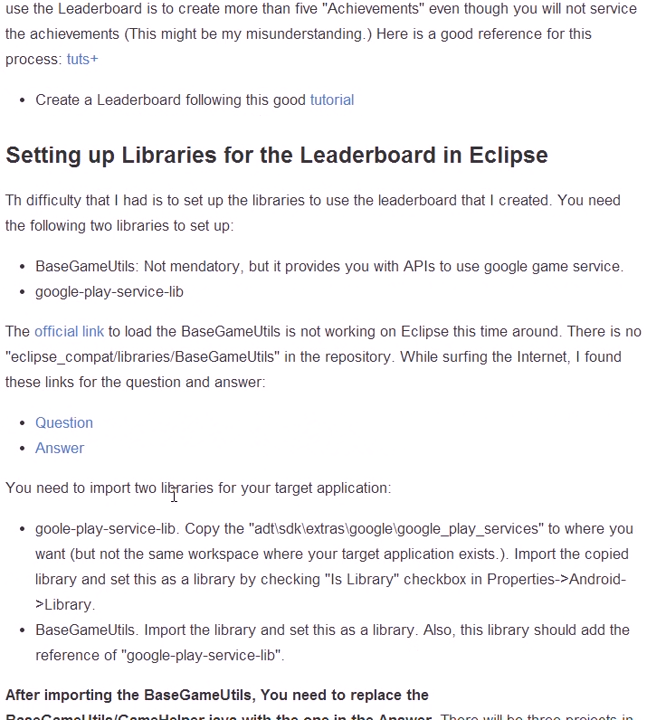 use the Leaderboard is to create more than five "Achievements" even though you will not service
the achievements (This might be my misunderstanding.) Here is a good reference for this
process: tuts+
• Create a Leaderboard following this good tutorial
Setting up Libraries for the Leaderboard in Eclipse
Th difficulty that I had is to set up the libraries to use the leaderboard that I created. You need
the following two libraries to set up:
• BaseGameUtils: Not mandatory, but it provides you with APIs to use google game service.
• google-play-service-lib
The official link to load the BaseGameUtils is not working on Eclipse this time around. There is no
"eclipse_compat/libraries/BaseGameUtils" in the repository. While surfing the Internet, I found
these links for the question and answer:
• Question
• Answer
You need to import two libraries for your target application:
• goole-play-service-lib. Copy the "adt\sdk\extras\google\google_play_services" to where you
want (but not the same workspace where your target application exists.). Import the copied
library and set this as a library by checking "Is Library" checkbox in Properties->Android-
>Library.
• BaseGameUtils. Import the library and set this as a library. Also, this library should add the
reference of "google-play-service-lib".
After importing the BaseGameUtils, You need to replace the
BaseGameUtils/GameHelper.java with the one in the Answer. There will be three projects in